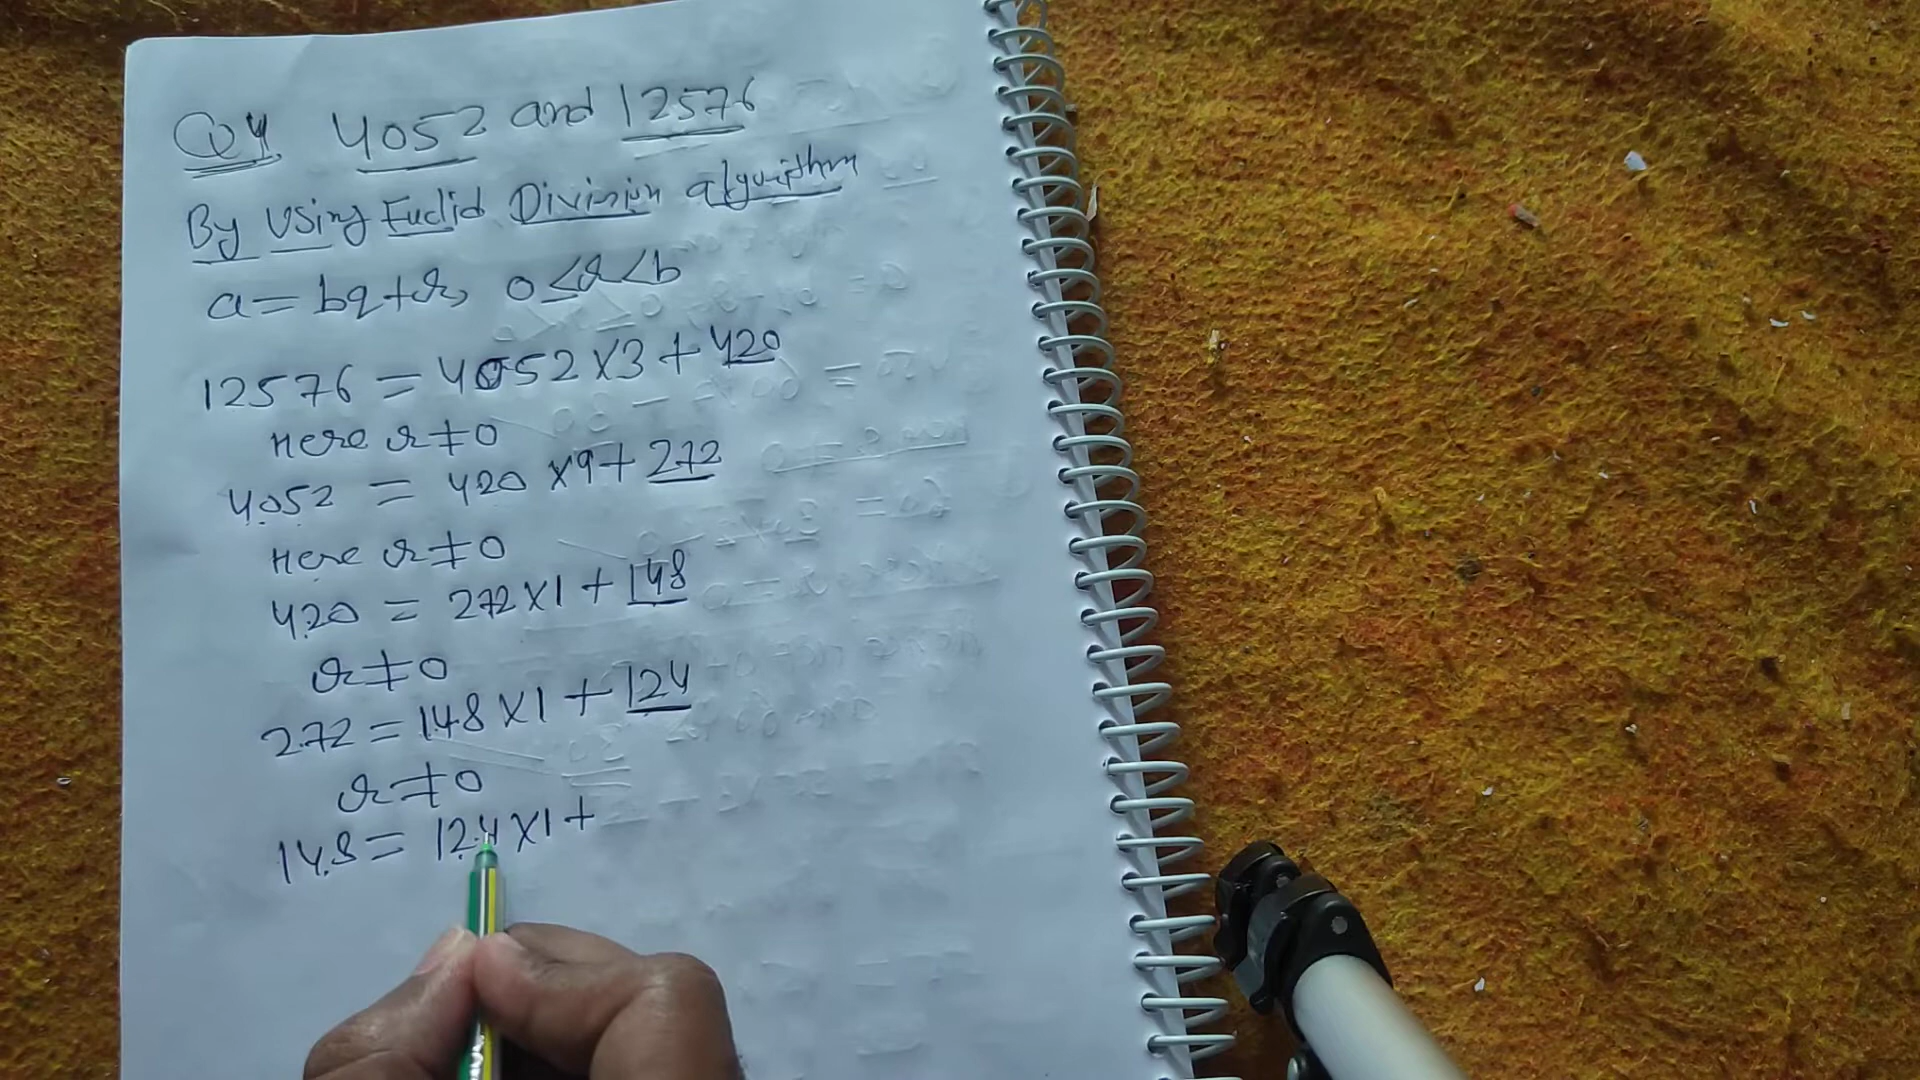 Q4 4052 and 12576
By Using Euclid Division algorithm
a = bq + r, 0 ≤ r < b
12576 = 4052 × 3 + 420
Here r ≠ 0
4052 = 420 × 9 + 272
Here r ≠ 0
420 = 272 × 1 + 148
r ≠ 0
272 = 148 × 1 + 124
r ≠ 0
148 = 124 × 1 +